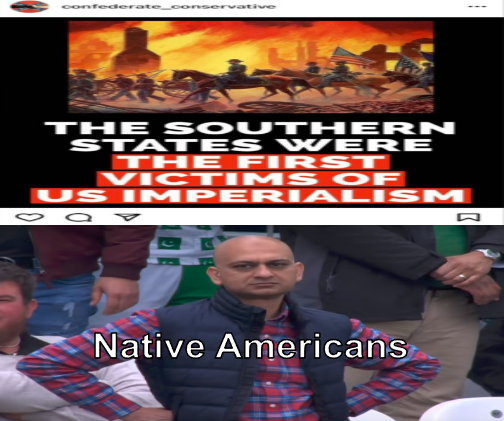 confederate_conservative
THE SOUTHERN
STATES WERE
THE FIRST
VICTIMS OF
US IMPERIALISM
Native Americans